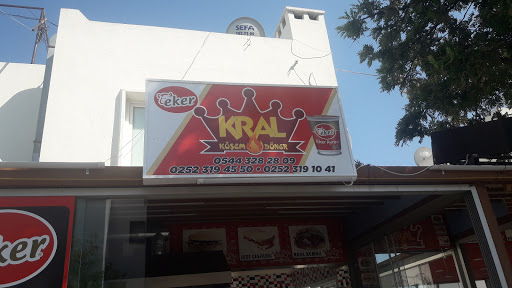 SEFA
eker
KRAL
KÖŞEM DÖNER
eker
0544 328 28 09
0252 319 45 50 • 0252 319 10 41
eker